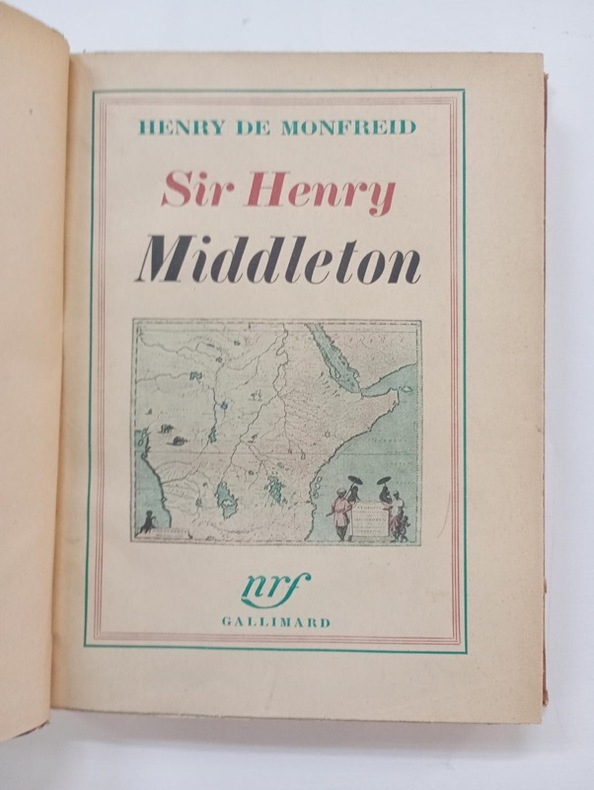 HENRY DE MONFREID
Sir Henry
Middleton
nrf
GALLIMARD